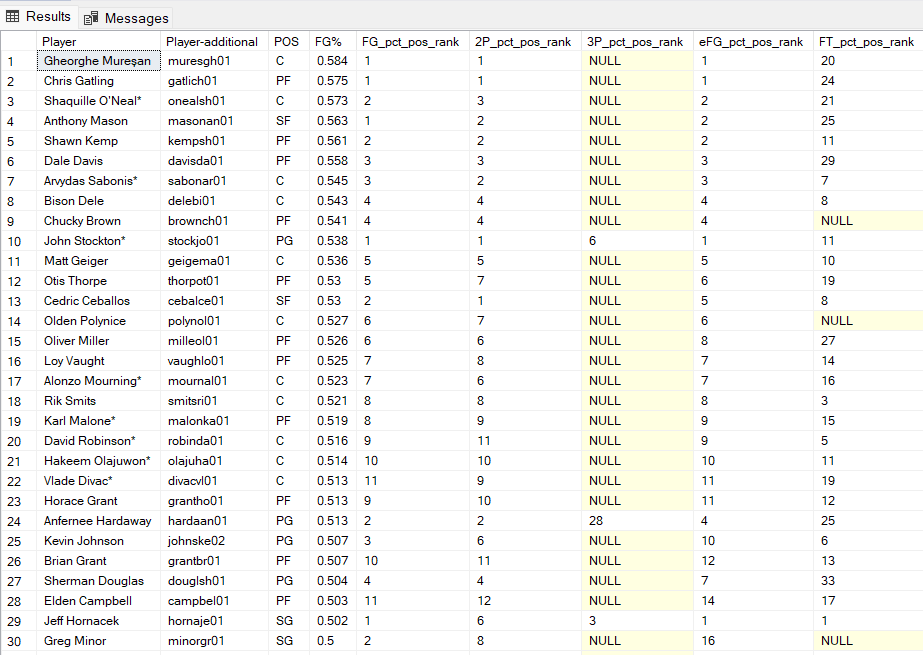 Results Messages
Player Player-additional POS FG% FG_pct_pos_rank 2P_pct_pos_rank 3P_pct_pos_rank eFG_pct_pos_rank FT_pct_pos_rank
1 Gheorghe Mureșan muresgh01 C 0.584 1 1 NULL 1 20
2 Chris Gatling gatlich01 PF 0.575 1 1 NULL 1 24
3 Shaquille O'Neal* onealsh01 C 0.573 2 3 NULL 2 21
4 Anthony Mason masonan01 SF 0.563 1 2 NULL 2 25
5 Shawn Kemp kempsh01 PF 0.561 2 2 NULL 2 11
6 Dale Davis davisda01 PF 0.558 3 3 NULL 3 29
7 Arvydas Sabonis* sabonar01 C 0.545 3 2 NULL 3 7
8 Bison Dele delebi01 C 0.543 4 4 NULL 4 8
9 Chucky Brown brownch01 PF 0.541 4 4 NULL 4 NULL
10 John Stockton* stockjo01 PG 0.538 1 1 6 1 11
11 Matt Geiger geigema01 C 0.536 5 5 NULL 5 10
12 Otis Thorpe thorpot01 PF 0.53 5 7 NULL 6 19
13 Cedric Ceballos cebalce01 SF 0.53 2 1 NULL 5 8
14 Olden Polynice polynol01 C 0.527 6 7 NULL 6 NULL
15 Oliver Miller milleol01 PF 0.526 6 6 NULL 8 27
16 Loy Vaught vaughlo01 PF 0.525 7 8 NULL 7 14
17 Alonzo Mourning* mournal01 C 0.523 7 6 NULL 7 16
18 Rik Smits smitsri01 C 0.521 8 8 NULL 8 3
19 Karl Malone* malonka01 PF 0.519 8 9 NULL 9 15
20 David Robinson* robinda01 C 0.516 9 11 NULL 9 5
21 Hakeem Olajuwon* olajuha01 C 0.514 10 10 NULL 10 11
22 Vlade Divac* divacvl01 C 0.513 11 9 NULL 11 19
23 Horace Grant grantho01 PF 0.513 9 10 NULL 11 12
24 Anfernee Hardaway hardaan01 PG 0.513 2 2 28 4 25
25 Kevin Johnson johnske02 PG 0.507 3 6 NULL 10 6
26 Brian Grant grantbr01 PF 0.507 10 11 NULL 12 13
27 Sherman Douglas douglsh01 PG 0.504 4 4 NULL 7 33
28 Elden Campbell campbel01 PF 0.503 11 12 NULL 14 17
29 Jeff Hornacek hornaje01 SG 0.502 1 6 3 1 1
30 Greg Minor minorgr01 SG 0.5 2 8 NULL 16 NULL